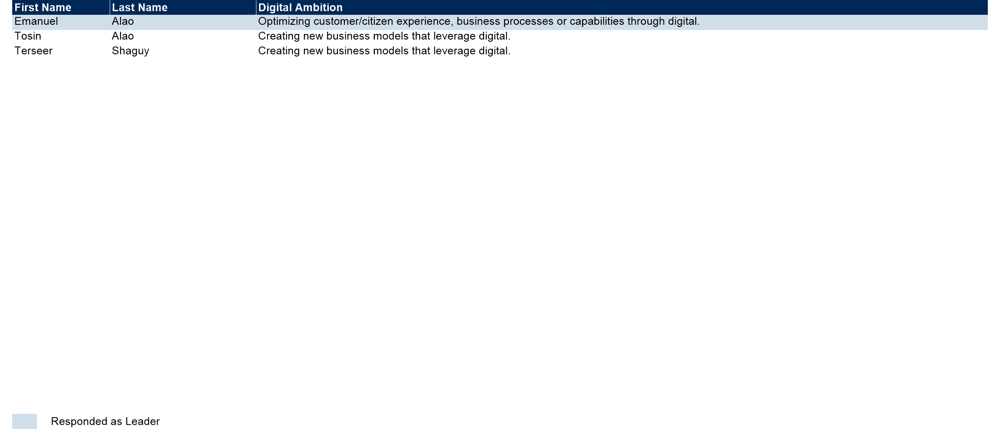 First Name Last Name Digital Ambition
Emanuel Alao Optimizing customer/citizen experience, business processes or capabilities through digital.
Tosin Alao Creating new business models that leverage digital.
Terseer Shaguy Creating new business models that leverage digital.
Responded as Leader